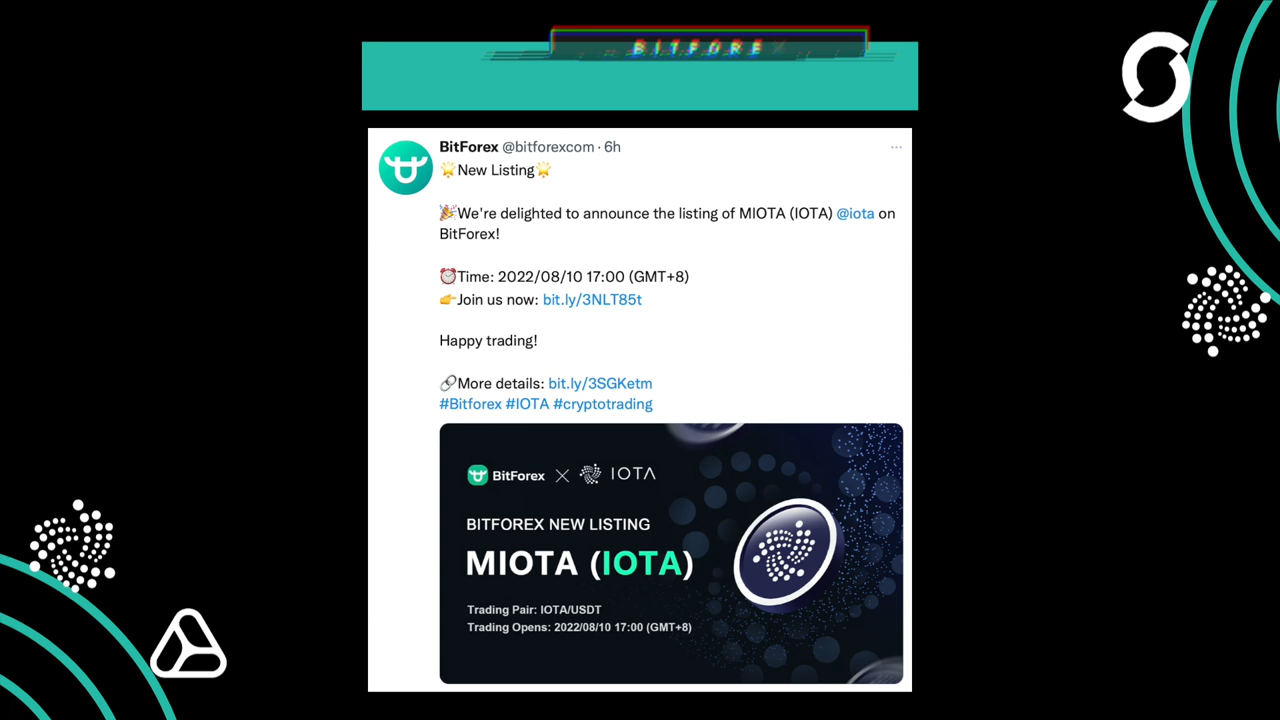 BITFOREX
BitForex @bitforexcom · 6h
🌟New Listing🌟
🎉We're delighted to announce the listing of MIOTA (IOTA) @iota on
BitForex!
⏰Time: 2022/08/10 17:00 (GMT+8)
👉Join us now: bit.ly/3NLT85t
Happy trading!
🔗More details: bit.ly/3SGKetm
#Bitforex #IOTA #cryptotrading
BitForex X IOTA
BITFOREX NEW LISTING
MIOTA (IOTA)
Trading Pair: IOTA/USDT
Trading Opens: 2022/08/10 17:00 (GMT+8)